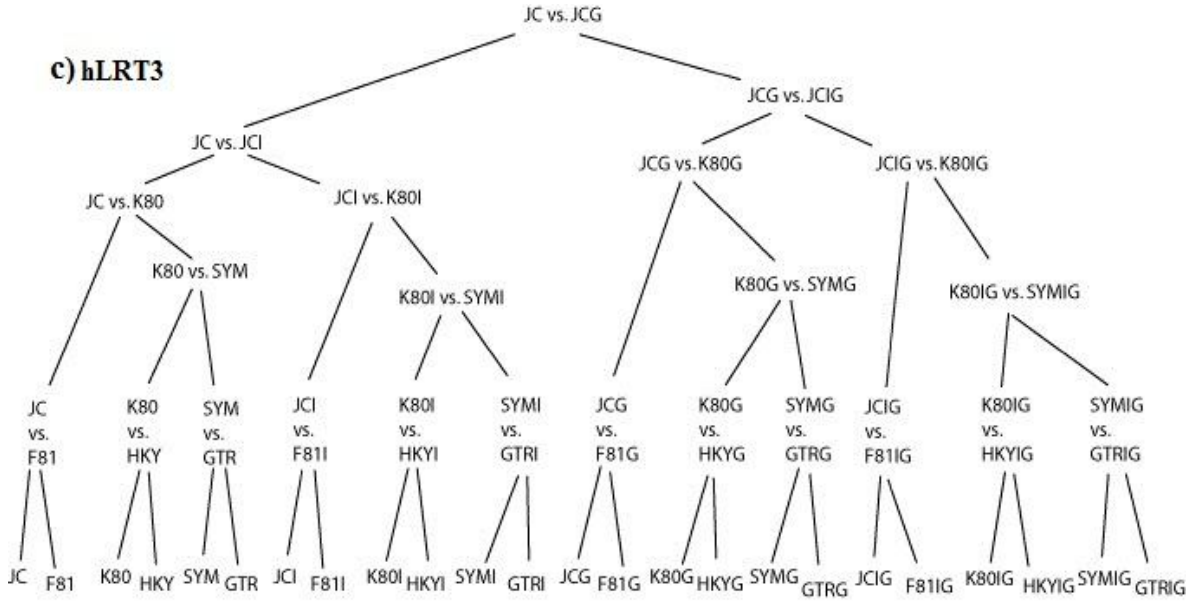 JC vs. JCG
c) hLRT3
JCG vs. JCIG
JC vs. JCI
JCG vs. K80G
JCIG vs. K80IG
JC vs. K80
JCI vs. K80I
K80 vs. SYM
K80I vs. SYMI
K80G vs. SYMG
K80IG vs. SYMIG
JC
vs.
F81
K80
vs.
HKY
SYM
vs.
GTR
JCI
vs.
F81I
K80I
vs.
HKYI
SYMI
vs.
GTRI
JCG
vs.
F81G
K80G
vs.
HKYG
SYMG
vs.
GTRG
JCIG
vs.
F81IG
K80IG
vs.
HKYIG
SYMIG
vs.
GTRIG
JC F81 K80 HKY SYM GTR JCI F81I K80I HKYI SYMI GTRI JCG F81G K80G HKYG SYMG GTRG JCIG F81IG K80IG HKYIG SYMIG GTRIG